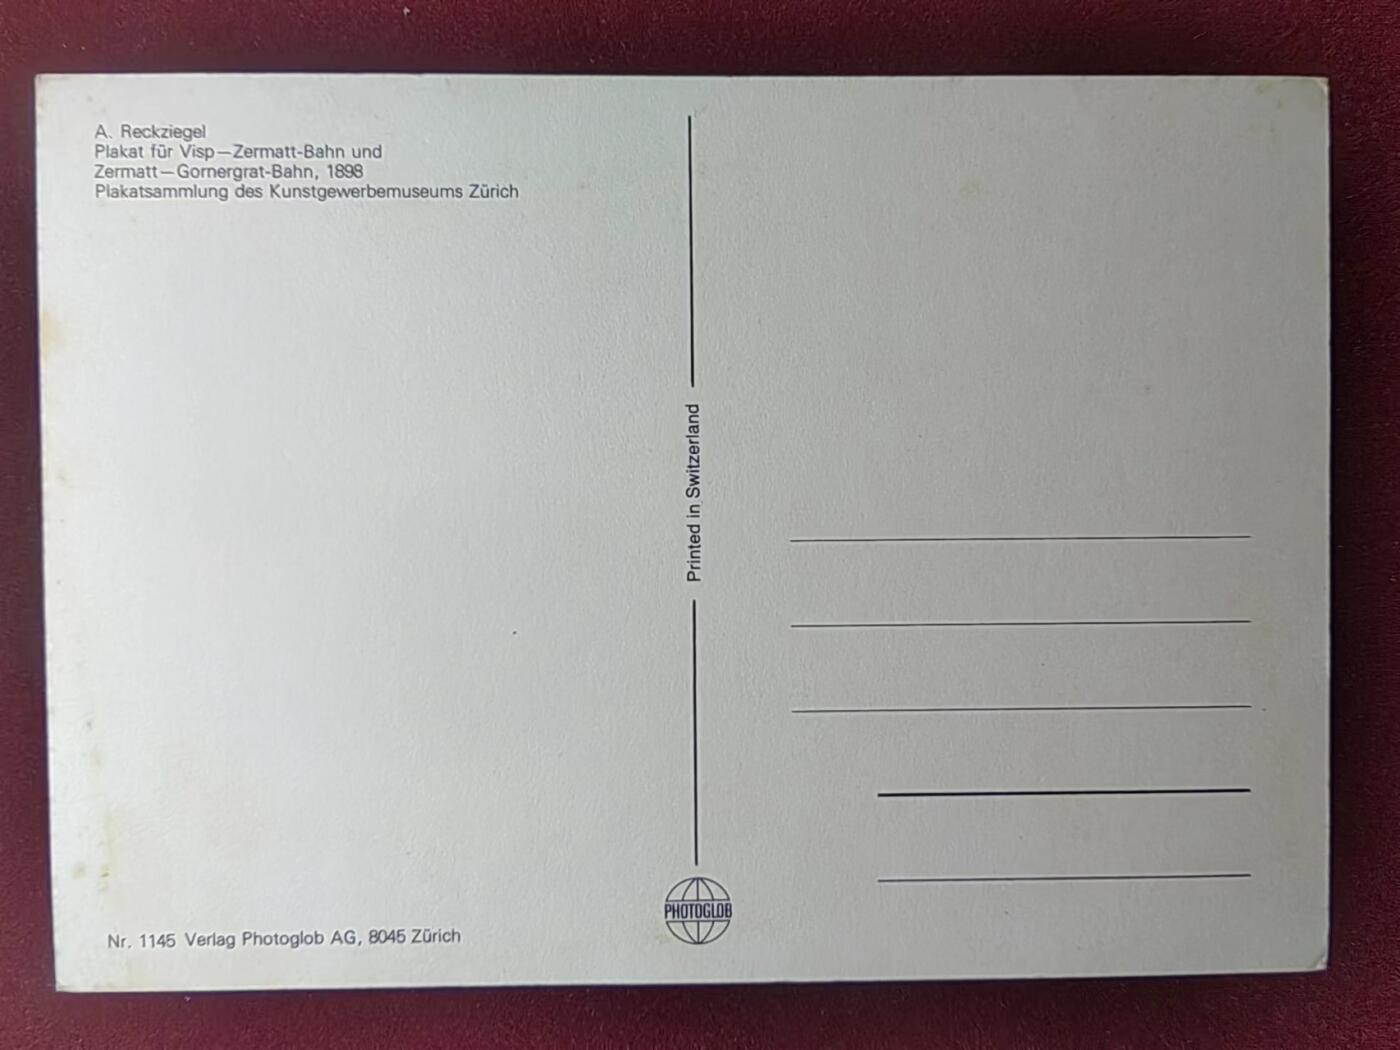 A. Reckziegel
Plakat für Visp—Zermatt-Bahn und
Zermatt—Gornergrat-Bahn, 1898
Plakatsammlung des Kunstgewerbemuseums Zürich
Printed in Switzerland
PHOTOGLOB
Nr. 1145 Verlag Photoglob AG, 8045 Zürich